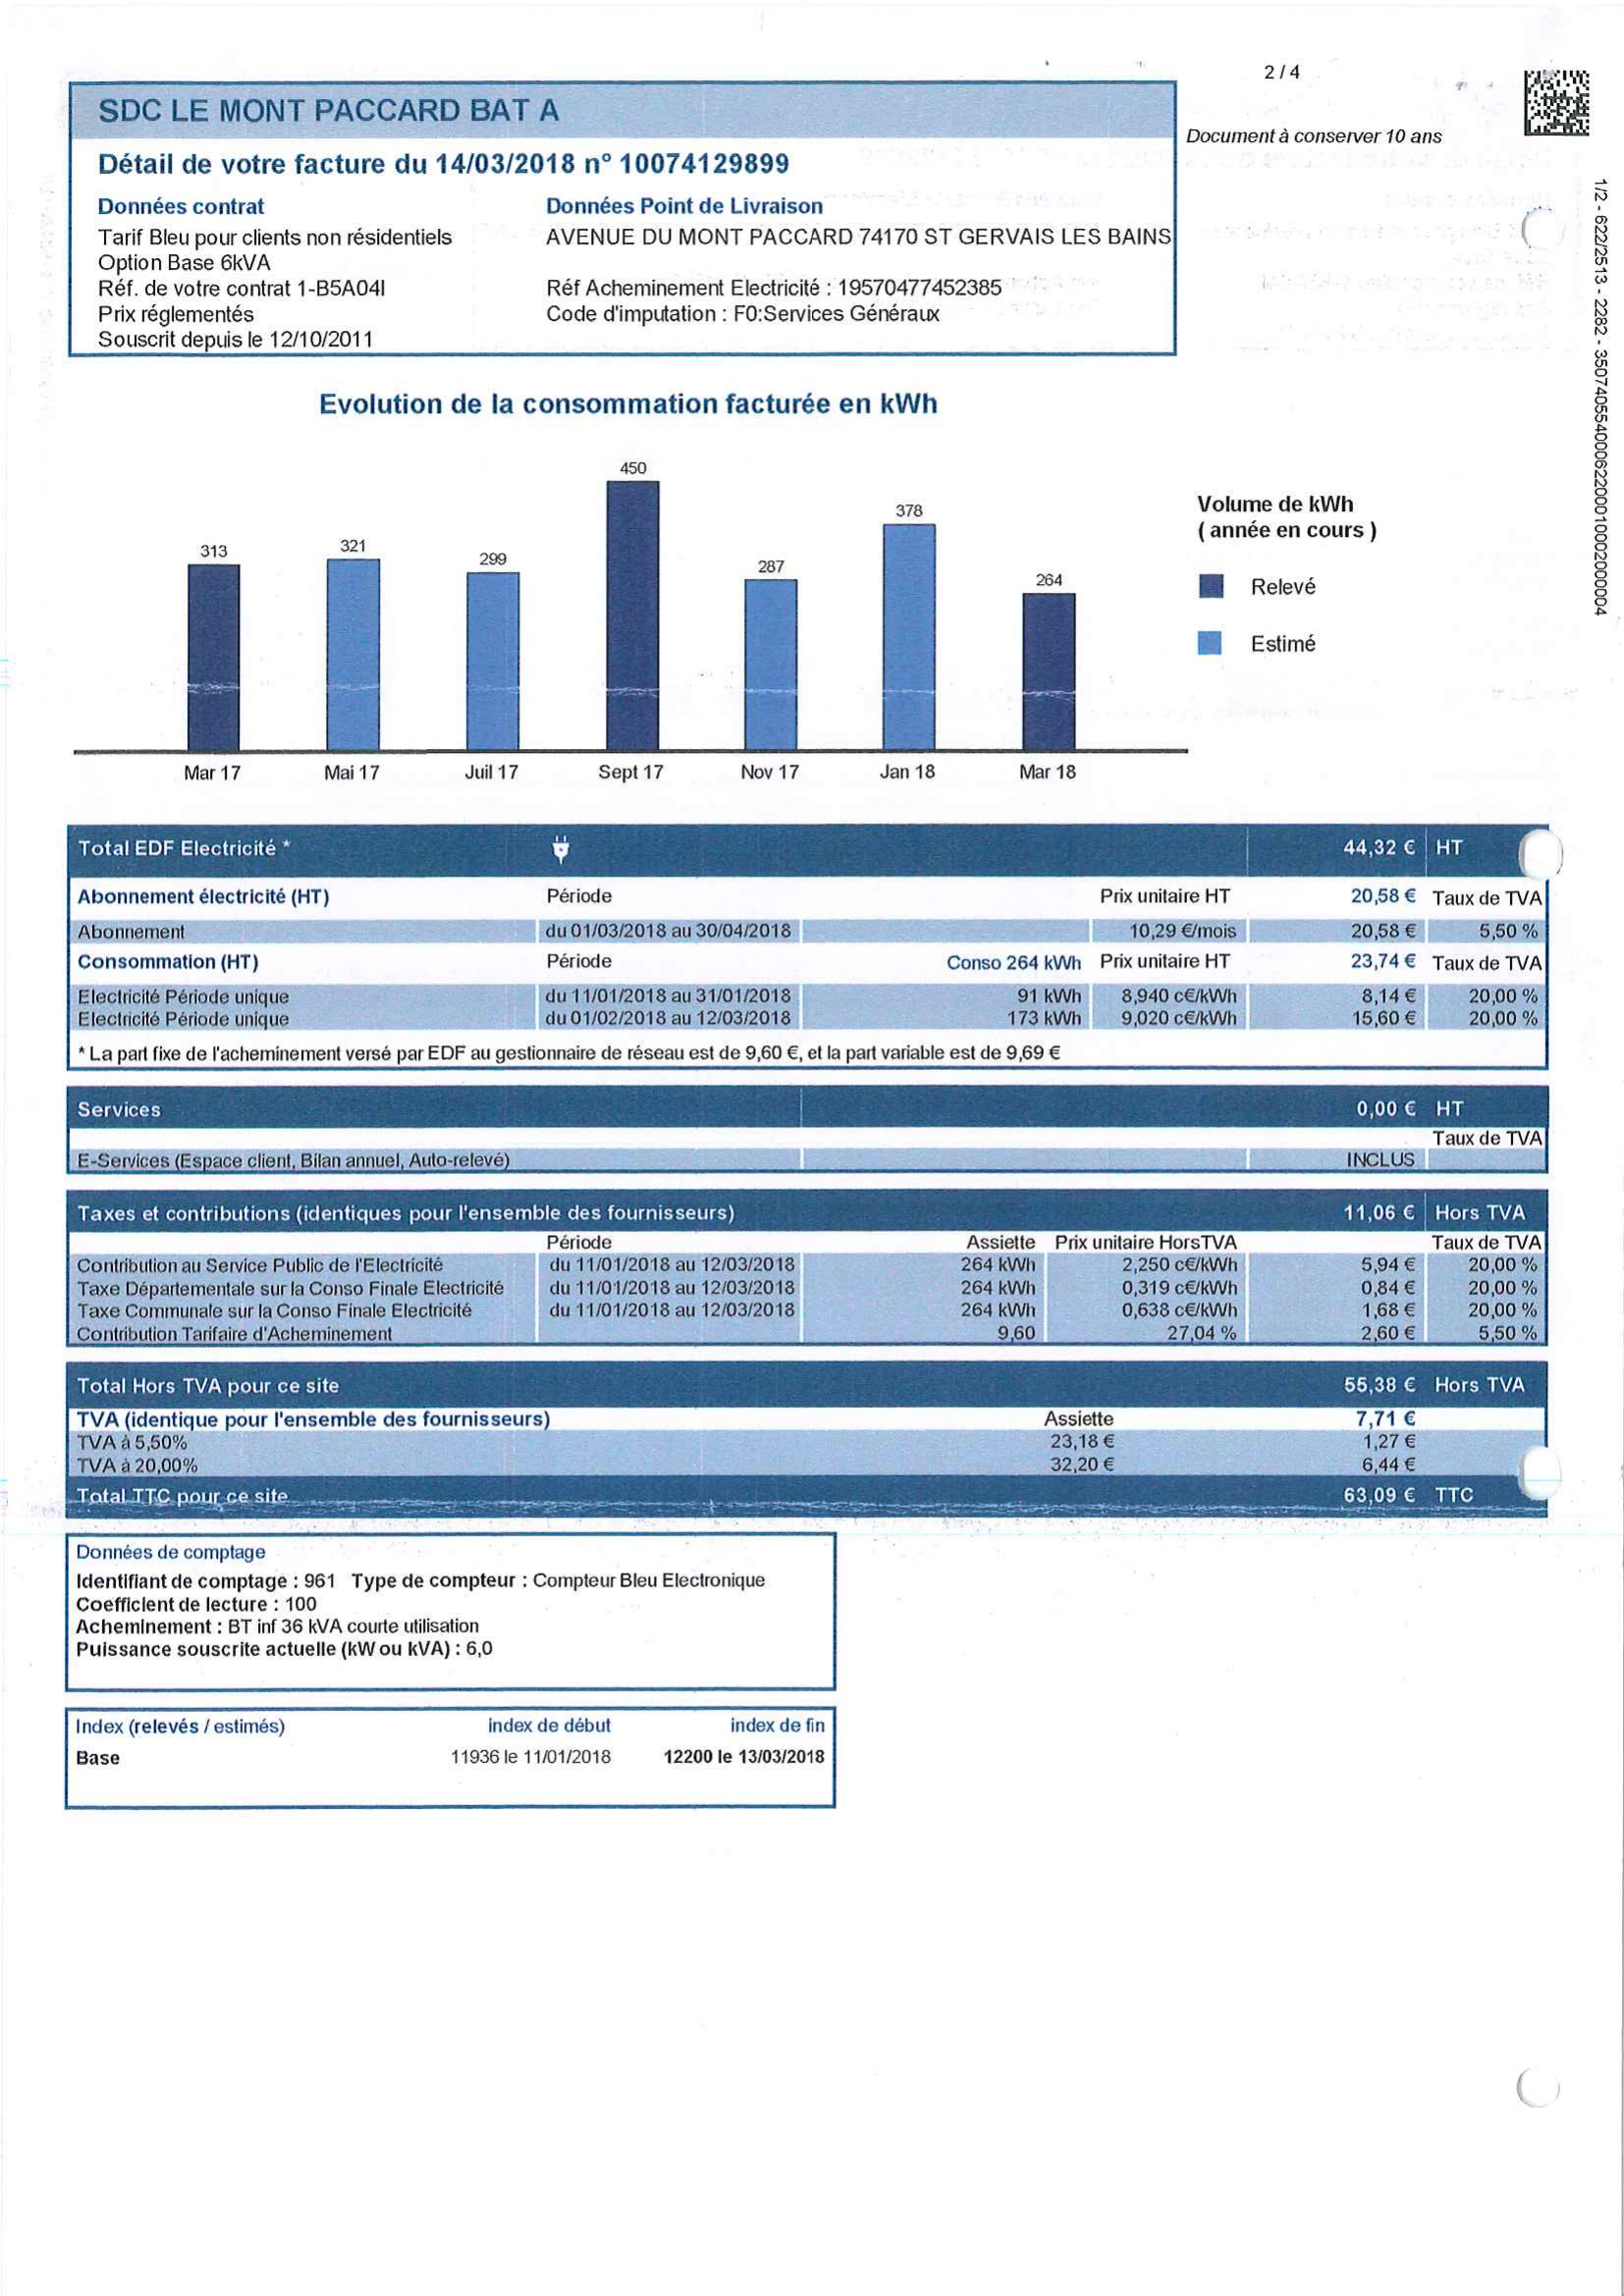 2 / 4
SDC LE MONT PACCARD BAT A
Document à conserver 10 ans
Détail de votre facture du 14/03/2018 n° 10074129899
Données contrat Données Point de Livraison
Tarif Bleu pour clients non résidentiels AVENUE DU MONT PACCARD 74170 ST GERVAIS LES BAINS
Option Base 6kVA
Réf. de votre contrat 1-B5A04I Réf Acheminement Electricité : 19570477452385
Prix réglementés Code d'imputation : F0:Services Généraux
Souscrit depuis le 12/10/2011
1/2 - 622/2513 - 2282 - 3507405540006220001000200004
Evolution de la consommation facturée en kWh
313 321 299 450 287 378 264
Mar 17 Mai 17 Juil 17 Sept 17 Nov 17 Jan 18 Mar 18
Volume de kWh
( année en cours )
Relevé
Estimé
Total EDF Electricité * 44,32 € HT
Abonnement électricité (HT) Période Prix unitaire HT 20,58 € Taux de TVA
Abonnement du 01/03/2018 au 30/04/2018 10,29 €/mois 20,58 € 5,50 %
Consommation (HT) Période Conso 264 kWh Prix unitaire HT 23,74 € Taux de TVA
Electricité Période unique du 11/01/2018 au 31/01/2018 91 kWh 8,940 c€/kWh 8,14 € 20,00 %
Electricité Période unique du 01/02/2018 au 12/03/2018 173 kWh 9,020 c€/kWh 15,60 € 20,00 %
* La part fixe de l'acheminement versé par EDF au gestionnaire de réseau est de 9,60 €, et la part variable est de 9,69 €
Services 0,00 € HT
Taux de TVA
E-Services (Espace client, Bilan annuel, Auto-relevé) INCLUS
Taxes et contributions (identiques pour l'ensemble des fournisseurs) 11,06 € Hors TVA
Période Assiette Prix unitaire HorsTVA Taux de TVA
Contribution au Service Public de l'Electricité du 11/01/2018 au 12/03/2018 264 kWh 2,250 c€/kWh 5,94 € 20,00 %
Taxe Départementale sur la Conso Finale Electricité du 11/01/2018 au 12/03/2018 264 kWh 0,319 c€/kWh 0,84 € 20,00 %
Taxe Communale sur la Conso Finale Electricité du 11/01/2018 au 12/03/2018 264 kWh 0,638 c€/kWh 1,68 € 20,00 %
Contribution Tarifaire d'Acheminement 9,60 27,04 % 2,60 € 5,50 %
Total Hors TVA pour ce site 55,38 € Hors TVA
TVA (identique pour l'ensemble des fournisseurs) Assiette 7,71 €
TVA à 5,50% 23,18 € 1,27 €
TVA à 20,00% 32,20 € 6,44 €
Total TTC pour ce site 63,09 € TTC
Données de comptage
Identifiant de comptage : 961 Type de compteur : Compteur Bleu Electronique
Coefficient de lecture : 100
Acheminement : BT inf 36 kVA courte utilisation
Puissance souscrite actuelle (kW ou kVA) : 6,0
Index (relevés / estimés) index de début index de fin
Base 11936 le 11/01/2018 12200 le 13/03/2018